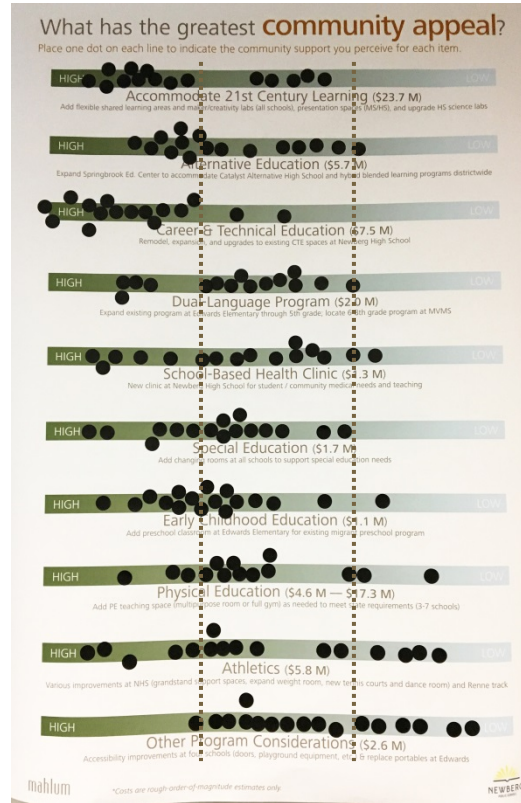 What has the greatest community appeal?
Place one dot on each line to indicate the community support you perceive for each item.
HIGH LOW
Accommodate 21st Century Learning ($23.7 M)
Add flexible shared learning areas and maker/creativity labs (all schools), presentation spaces (MS/HS), and upgrade HS science labs
HIGH LOW
Alternative Education ($5.7 M)
Expand Springbrook Ed. Center to accommodate Catalyst Alternative High School and hybrid blended learning programs districtwide
HIGH LOW
Career & Technical Education ($7.5 M)
Remodel, expansion, and upgrades to existing CTE spaces at Newberg High School
HIGH LOW
Dual-Language Program ($2.0 M)
Expand existing program at Edwards Elementary through 5th grade, locate 6-8th grade program at MVMS
HIGH LOW
School-Based Health Clinic ($1.3 M)
New clinic at Newberg High School for student / community medical needs and teaching
HIGH LOW
Special Education ($1.7 M)
Add changing rooms at all schools to support special education needs
HIGH LOW
Early Childhood Education ($1.1 M)
Add preschool classroom at Edwards Elementary for existing migrant preschool program
HIGH LOW
Physical Education ($4.6 M — $17.3 M)
Add PE teaching space (multipurpose room or full gym) as needed to meet state requirements (3-7 schools)
HIGH LOW
Athletics ($5.8 M)
Various improvements at NHS (grandstand support spaces, expand weight room, new tennis courts and dance room) and Renne track
HIGH LOW
Other Program Considerations ($2.6 M)
Accessibility improvements at four schools (doors, playground equipment, etc.) & replace portables at Edwards
mahlum
*Costs are rough-order-of magnitude estimates only.
NEWBERG